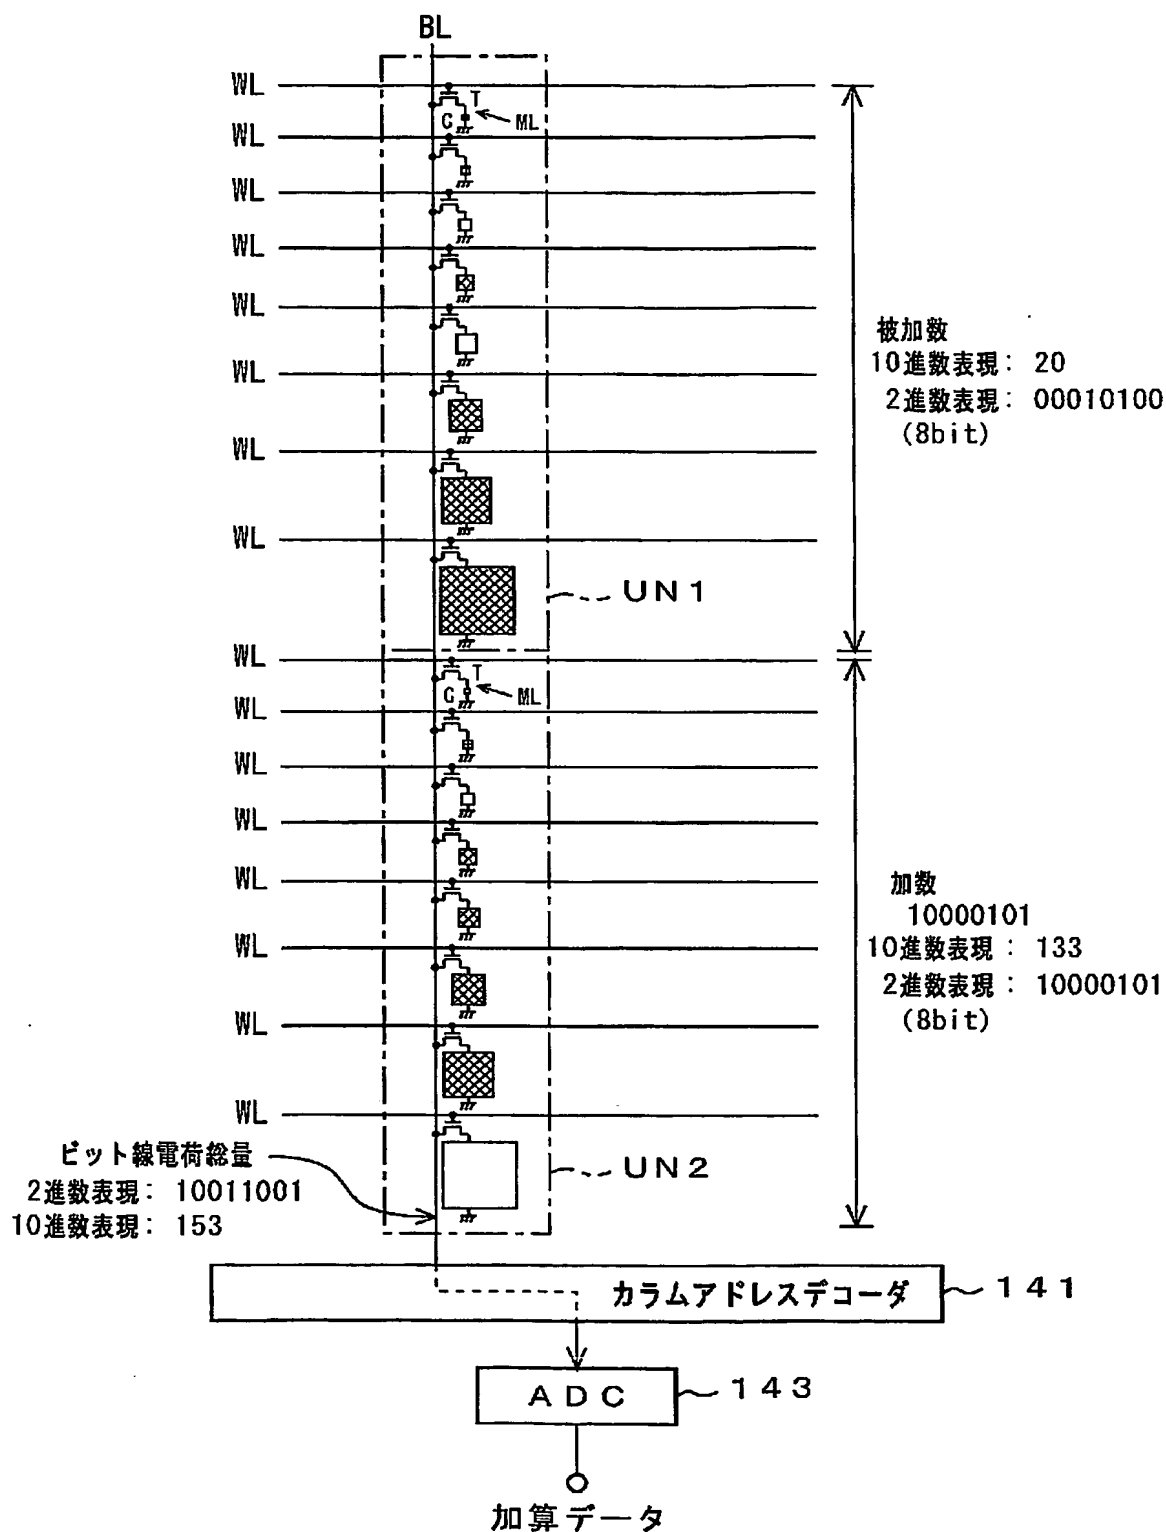 BL
WL
T
C
ML
WL
WL
WL
WL
被加数
10進数表現： 20
2進数表現： 00010100
(8bit)
WL
WL
WL
UN1
WL
T
C
ML
WL
WL
WL
WL
加数
10000101
10進数表現 ： 133
2進数表現 ： 10000101
(8bit)
WL
WL
WL
ビット線電荷総量
2進数表現： 10011001
10進数表現： 153
UN2
カラムアドレスデコーダ
141
ADC
143
加算データ